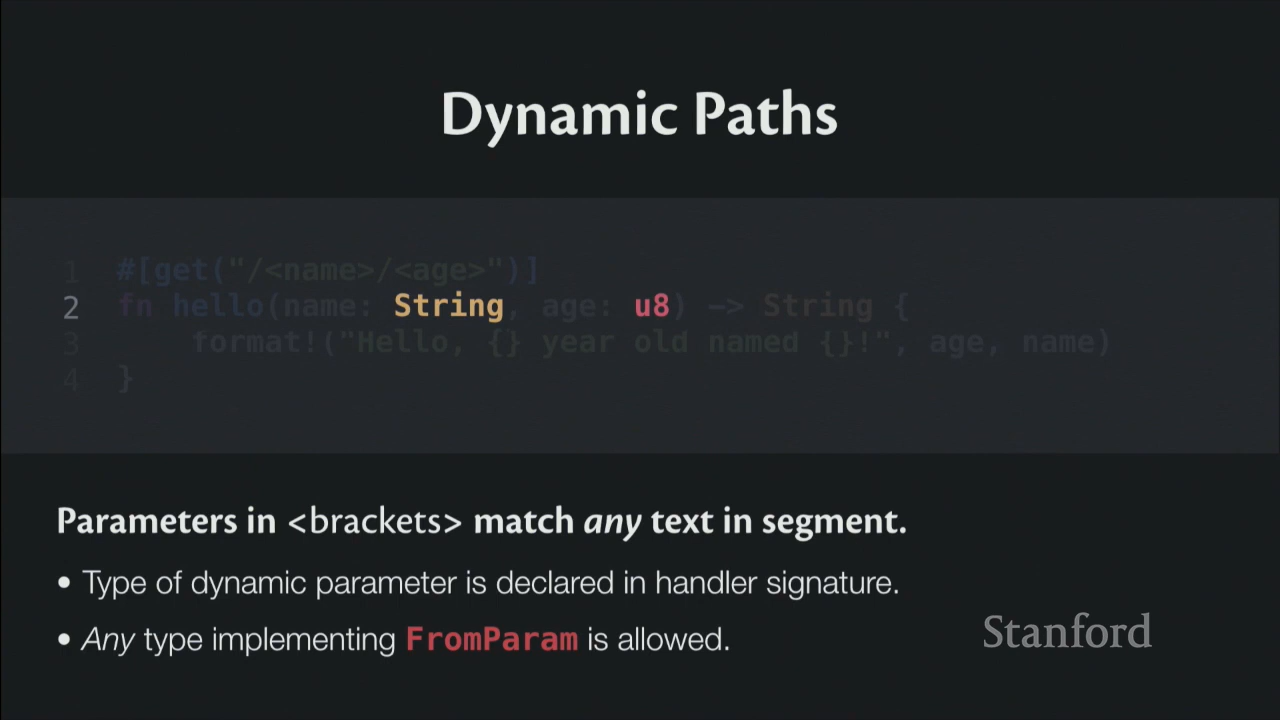 Dynamic Paths
1 #[get("/<name>/<age>")]
2 fn hello(name: String, age: u8) -> String {
3 format!("Hello, {} year old named {}!", age, name)
4 }
Parameters in <brackets> match any text in segment.
• Type of dynamic parameter is declared in handler signature.
• Any type implementing FromParam is allowed.
Stanford